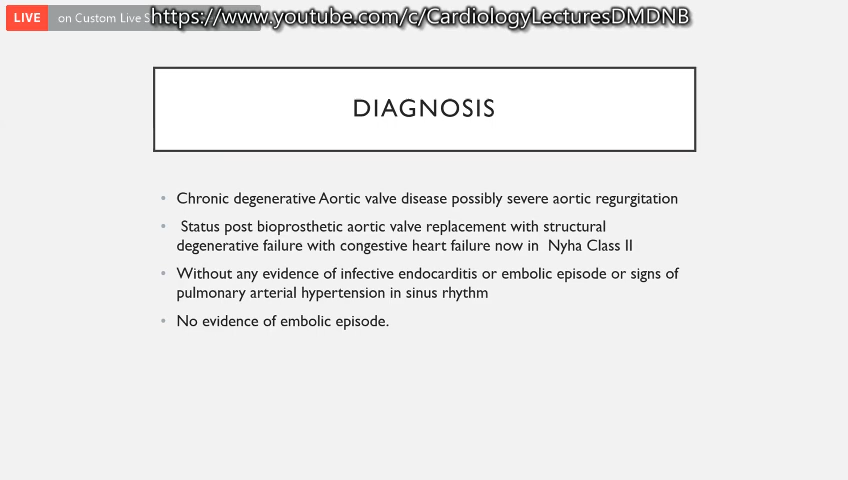 LIVE
on Custom Live S
https://www.youtube.com/c/CardiologyLecturesDMDNB
DIAGNOSIS
• Chronic degenerative Aortic valve disease possibly severe aortic regurgitation
• Status post bioprosthetic aortic valve replacement with structural
degenerative failure with congestive heart failure now in Nyha Class II
• Without any evidence of infective endocarditis or embolic episode or signs of
pulmonary arterial hypertension in sinus rhythm
• No evidence of embolic episode.